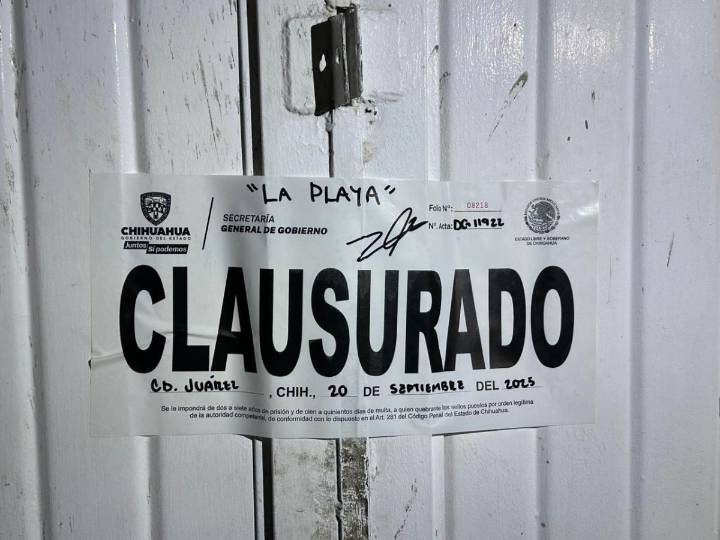 "LA PLAYA"
CHIHUAHUA
GOBIERNO DEL ESTADO
Juntos Sí podemos
SECRETARÍA
GENERAL DE GOBIERNO
Folio Nº: 08218
Nº. Acta: DG-11922
ESTADO LIBRE Y SOBERANO
DE CHIHUAHUA
CLAUSURADO
CD. JUÁREZ, CHIH., 20 DE SEPTIEMBRE DEL 2025
Se le impondrá de dos a siete años de prisión y de cien a quinientos días de multa, a quien quebrante los sellos puestos por orden legítima
de la autoridad competente, de conformidad con lo dispuesto en el Art. 281 del Código Penal del Estado de Chihuahua.